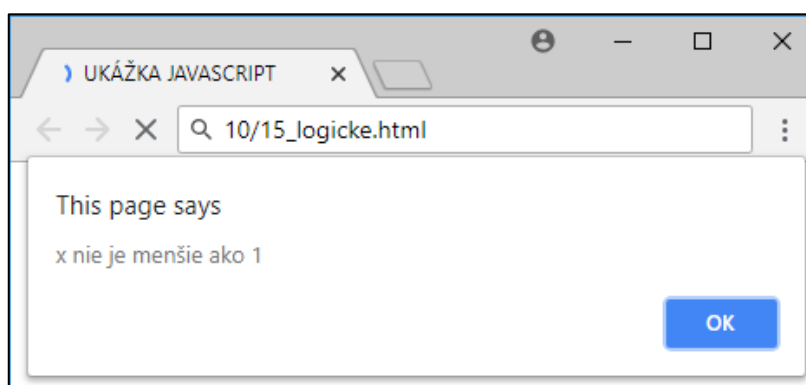 UKÁŽKA JAVASCRIPT
10/15_logicke.html
This page says
x nie je menšie ako 1
OK